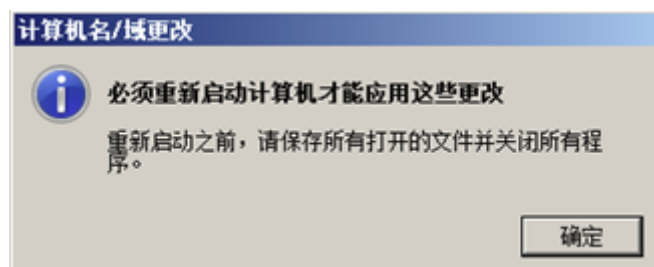 计算机名/域更改
必须重新启动计算机才能应用这些更改
重新启动之前，请保存所有打开的文件并关闭所有程
序。
确定